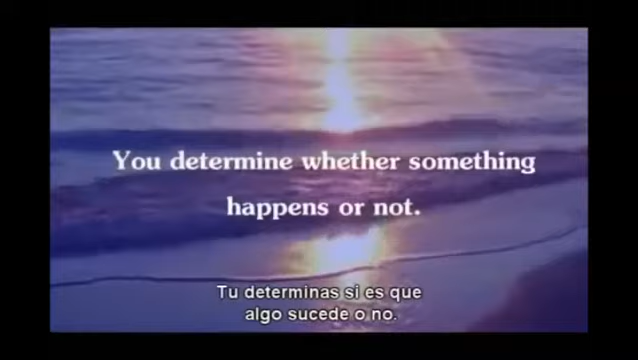 You determine whether something
happens or not.
Tu determinas si es que
algo sucede o no.